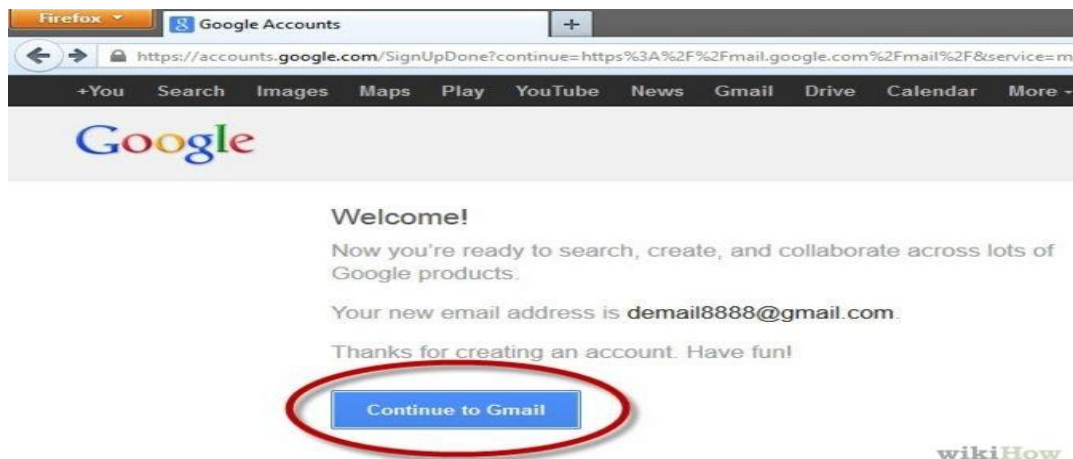 Firefox
Google Accounts
+
https://accounts.google.com/SignUpDone?continue=https%3A%2F%2Fmail.google.com%2Fmail%2F&service=m
+You Search Images Maps Play YouTube News Gmail Drive Calendar More
Google
Welcome!
Now you're ready to search, create, and collaborate across lots of
Google products.
Your new email address is demail8888@gmail.com.
Thanks for creating an account. Have fun!
Continue to Gmail
wikiHow